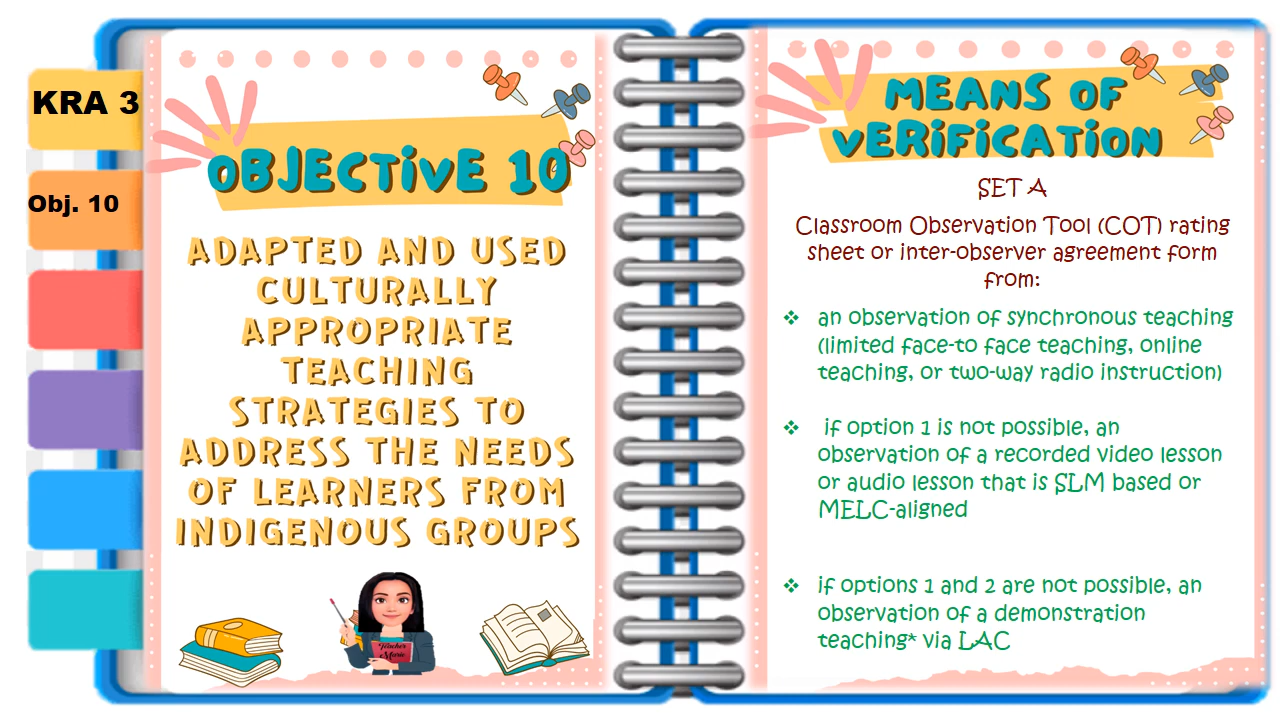 KRA 3
Obj. 10
OBJECTIVE 10
ADAPTED AND USED
CULTURALLY
APPROPRIATE
TEACHING
STRATEGIES TO
ADDRESS THE NEEDS
OF LEARNERS FROM
INDIGENOUS GROUPS
Teacher
Marie
MEANS OF
VERIFICATION
SET A
Classroom Observation Tool (COT) rating
sheet or inter-observer agreement form
from:
❖ an observation of synchronous teaching
(limited face-to face teaching, online
teaching, or two-way radio instruction)
❖ if option 1 is not possible, an
observation of a recorded video lesson
or audio lesson that is SLM based or
MELC-aligned
❖ if options 1 and 2 are not possible, an
observation of a demonstration
teaching* via LAC